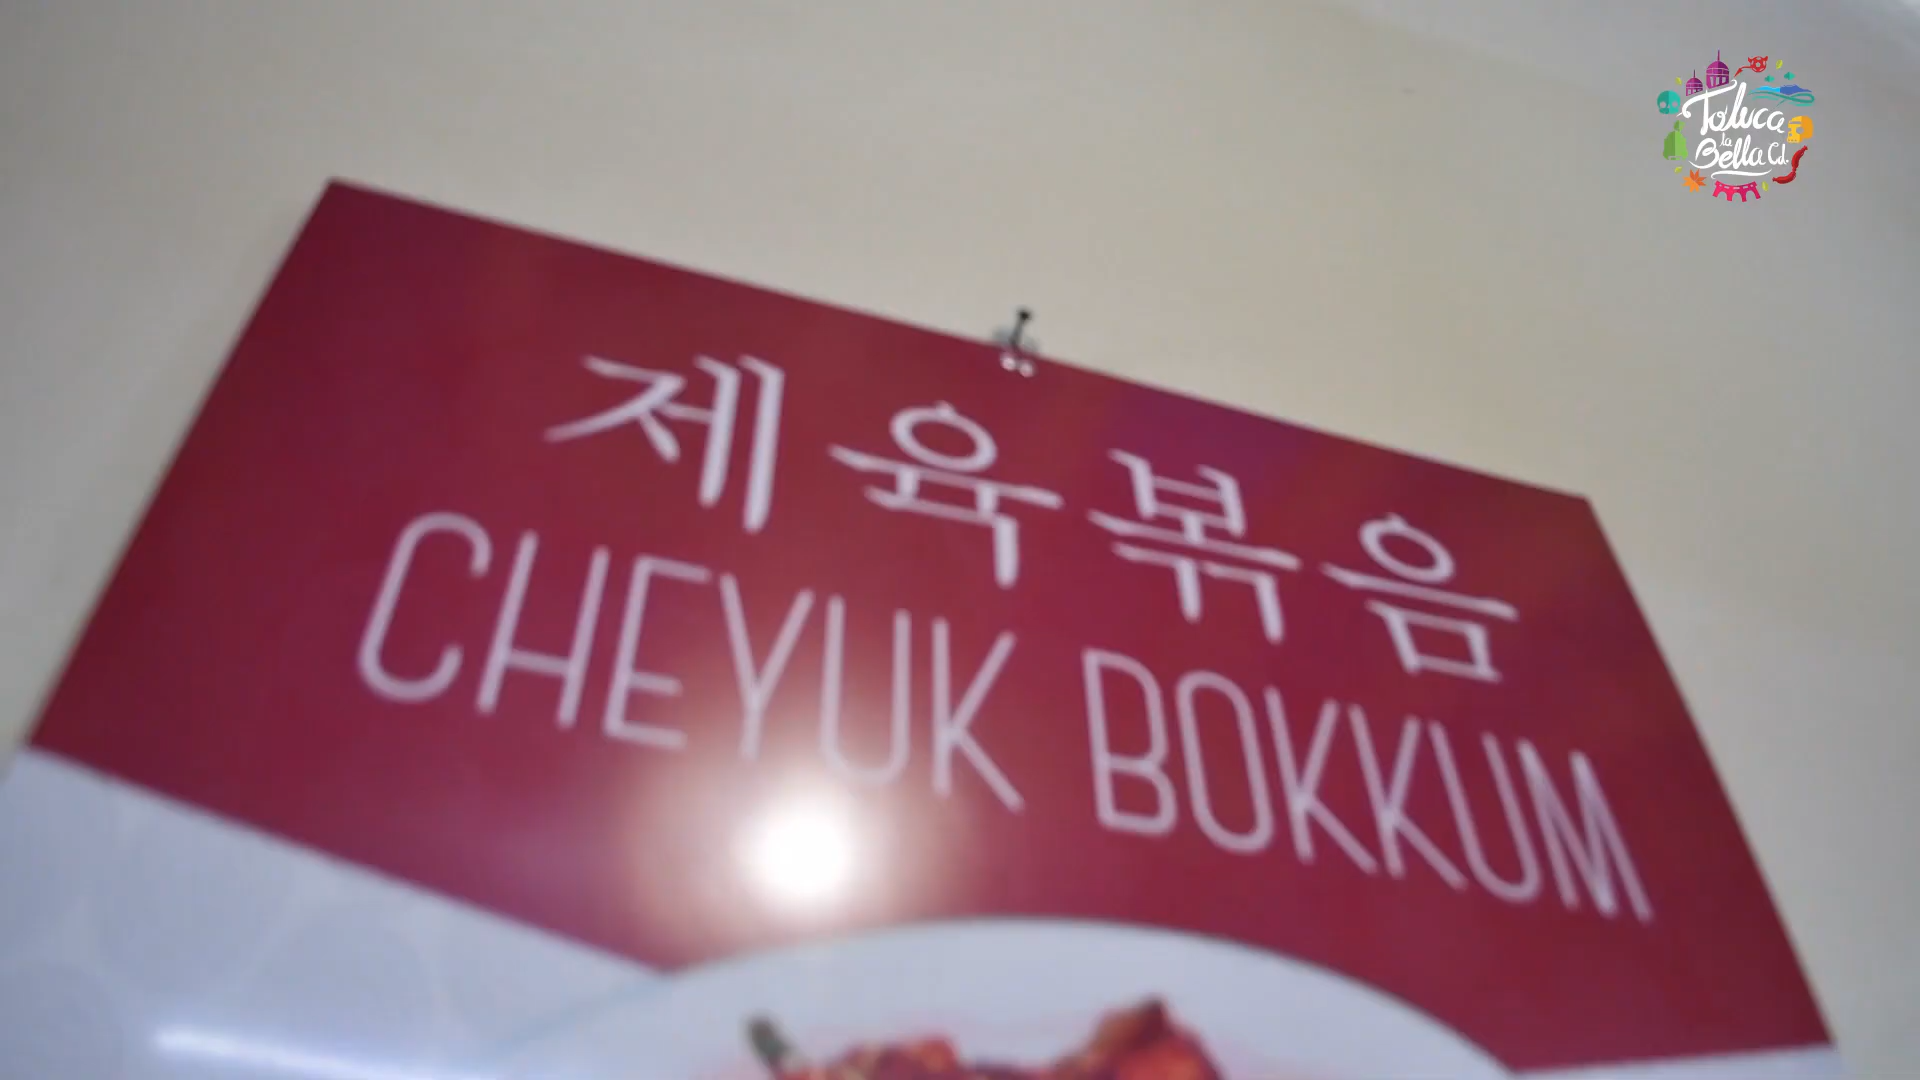 Toluca
la
Bella Cd.
제육볶음
CHEYUK BOKKUM